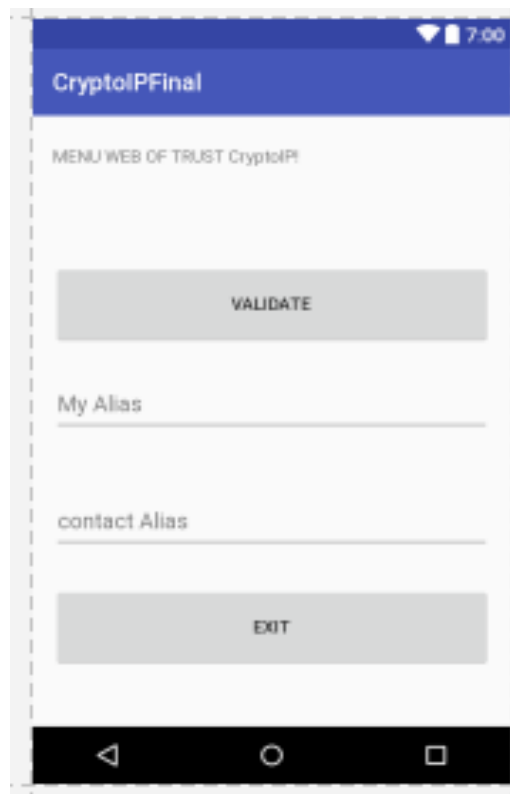 7:00
CryptoIPFinal
MENU WEB OF TRUST CryptoIP!
VALIDATE
My Alias
contact Alias
EXIT